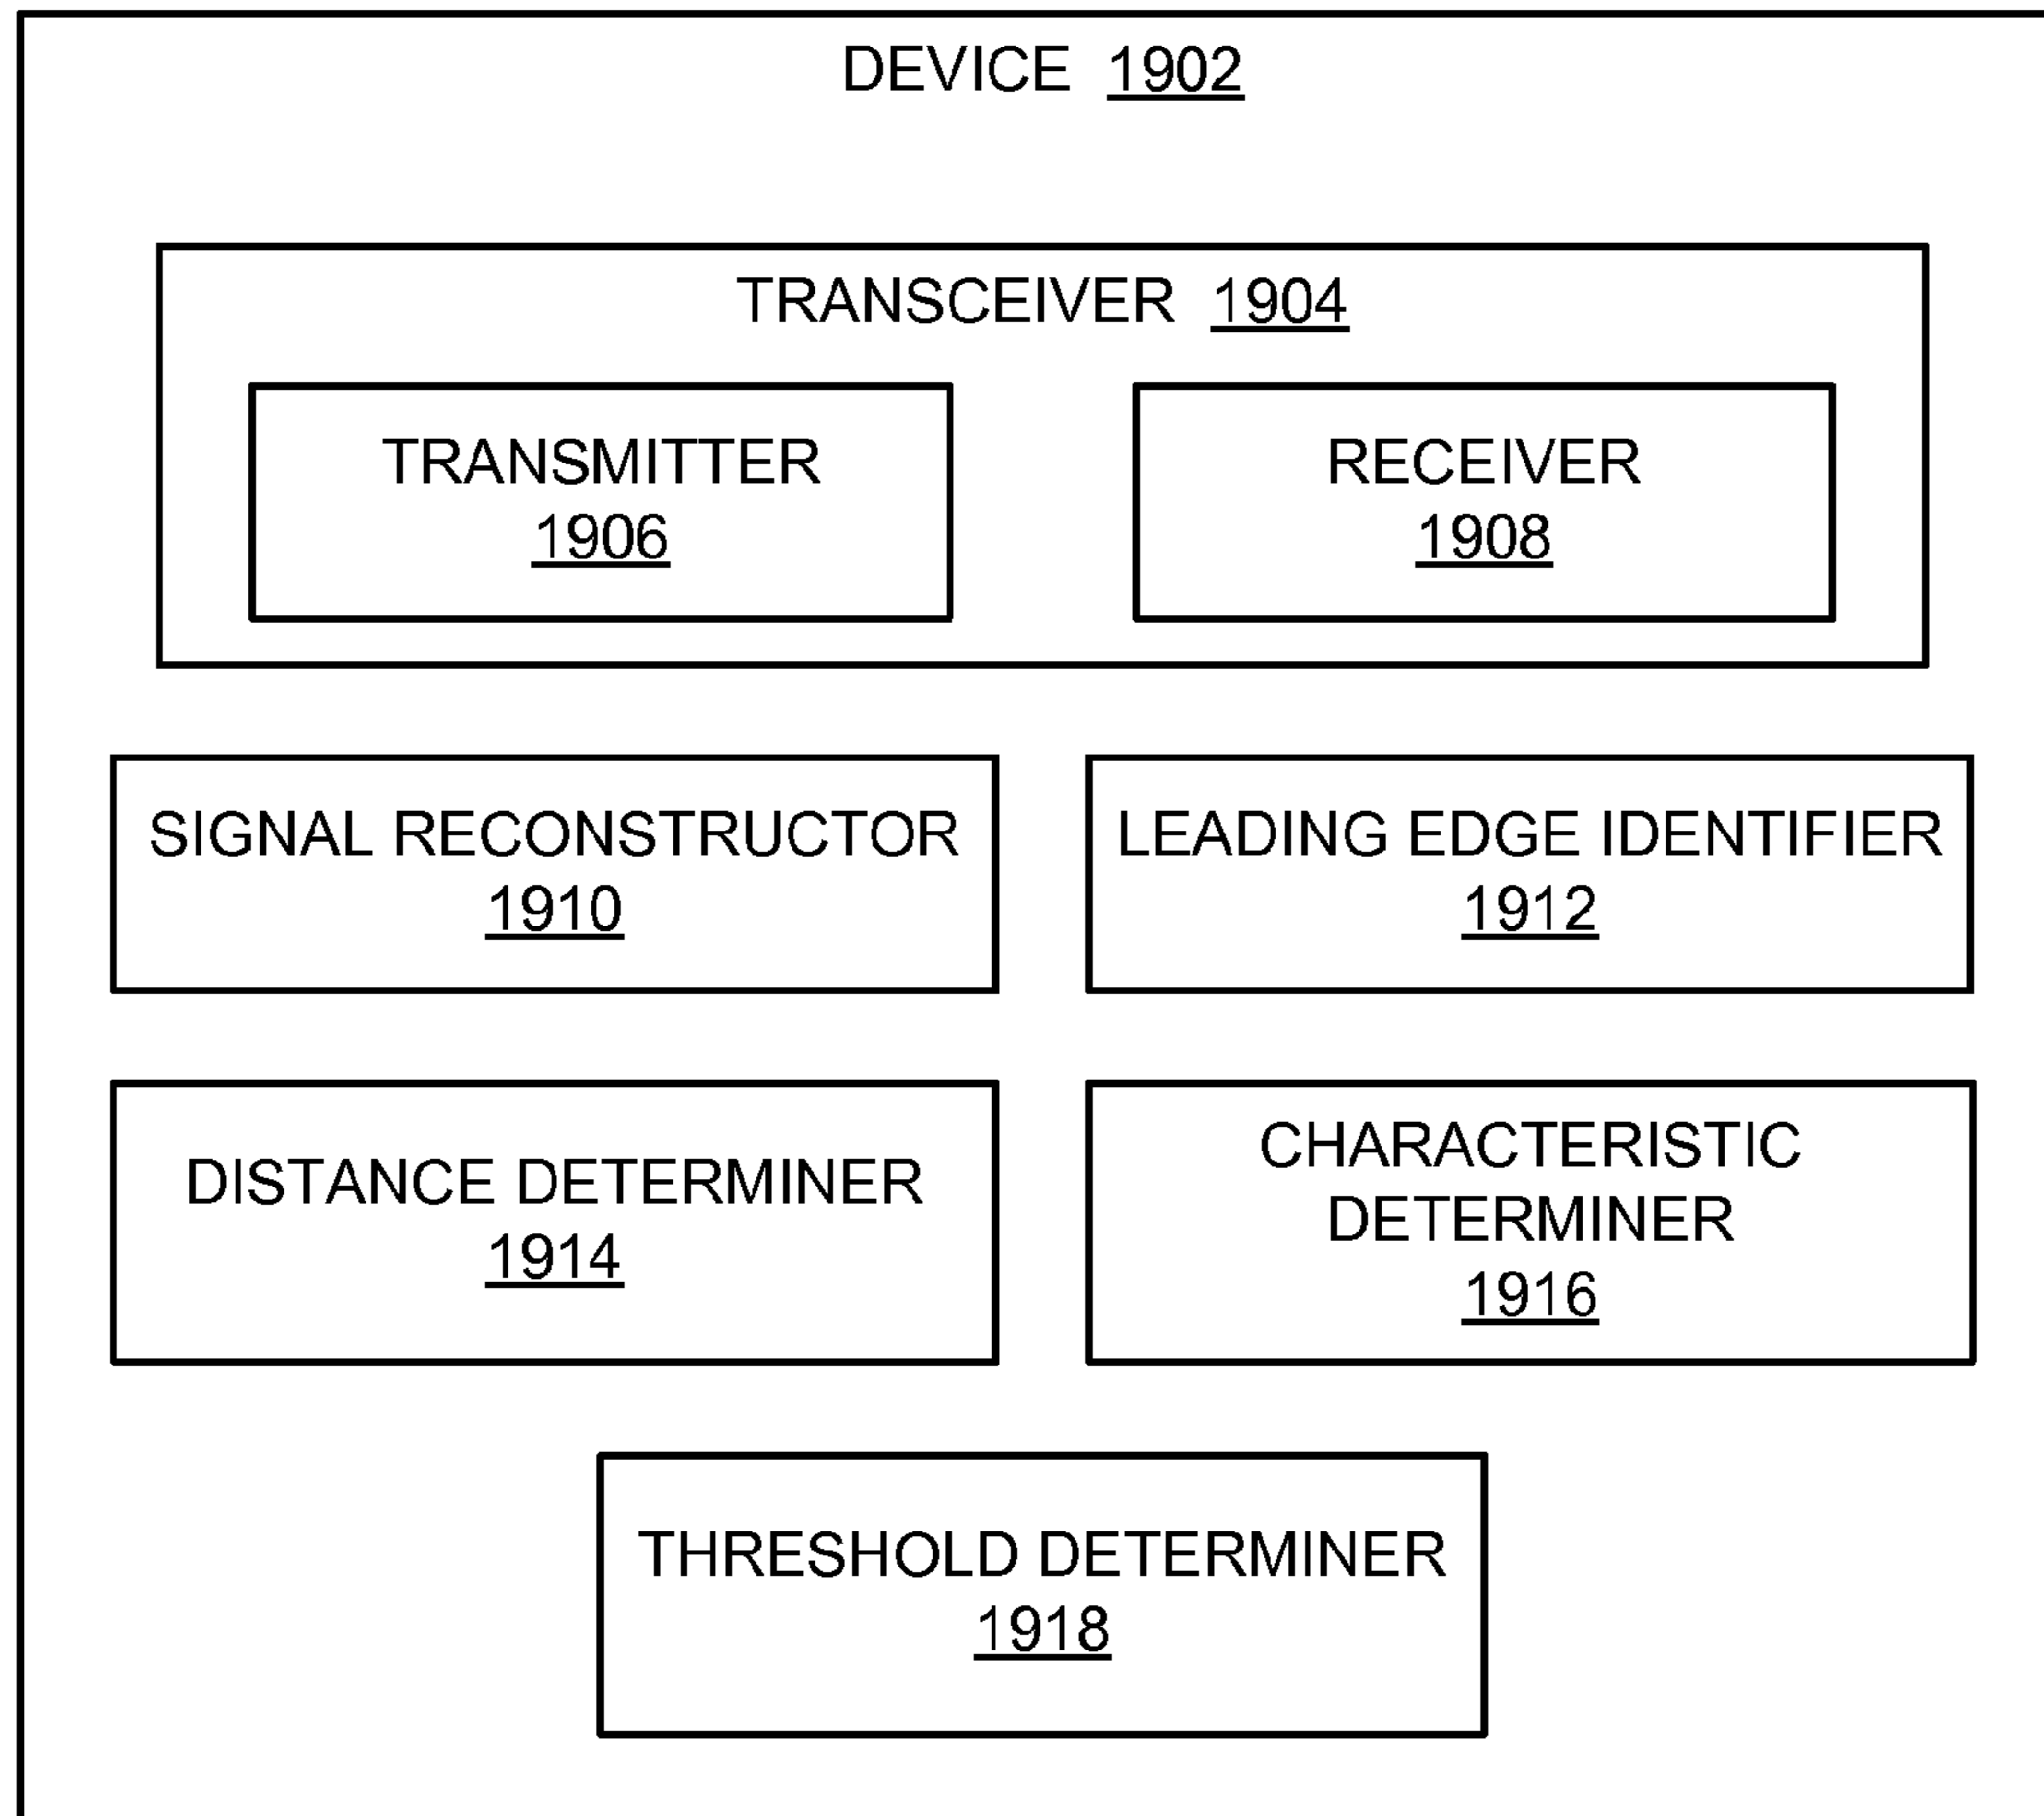 DEVICE 1902
TRANSCEIVER 1904
TRANSMITTER
1906
RECEIVER
1908
SIGNAL RECONSTRUCTOR
1910
LEADING EDGE IDENTIFIER
1912
DISTANCE DETERMINER
1914
CHARACTERISTIC
DETERMINER
1916
THRESHOLD DETERMINER
1918